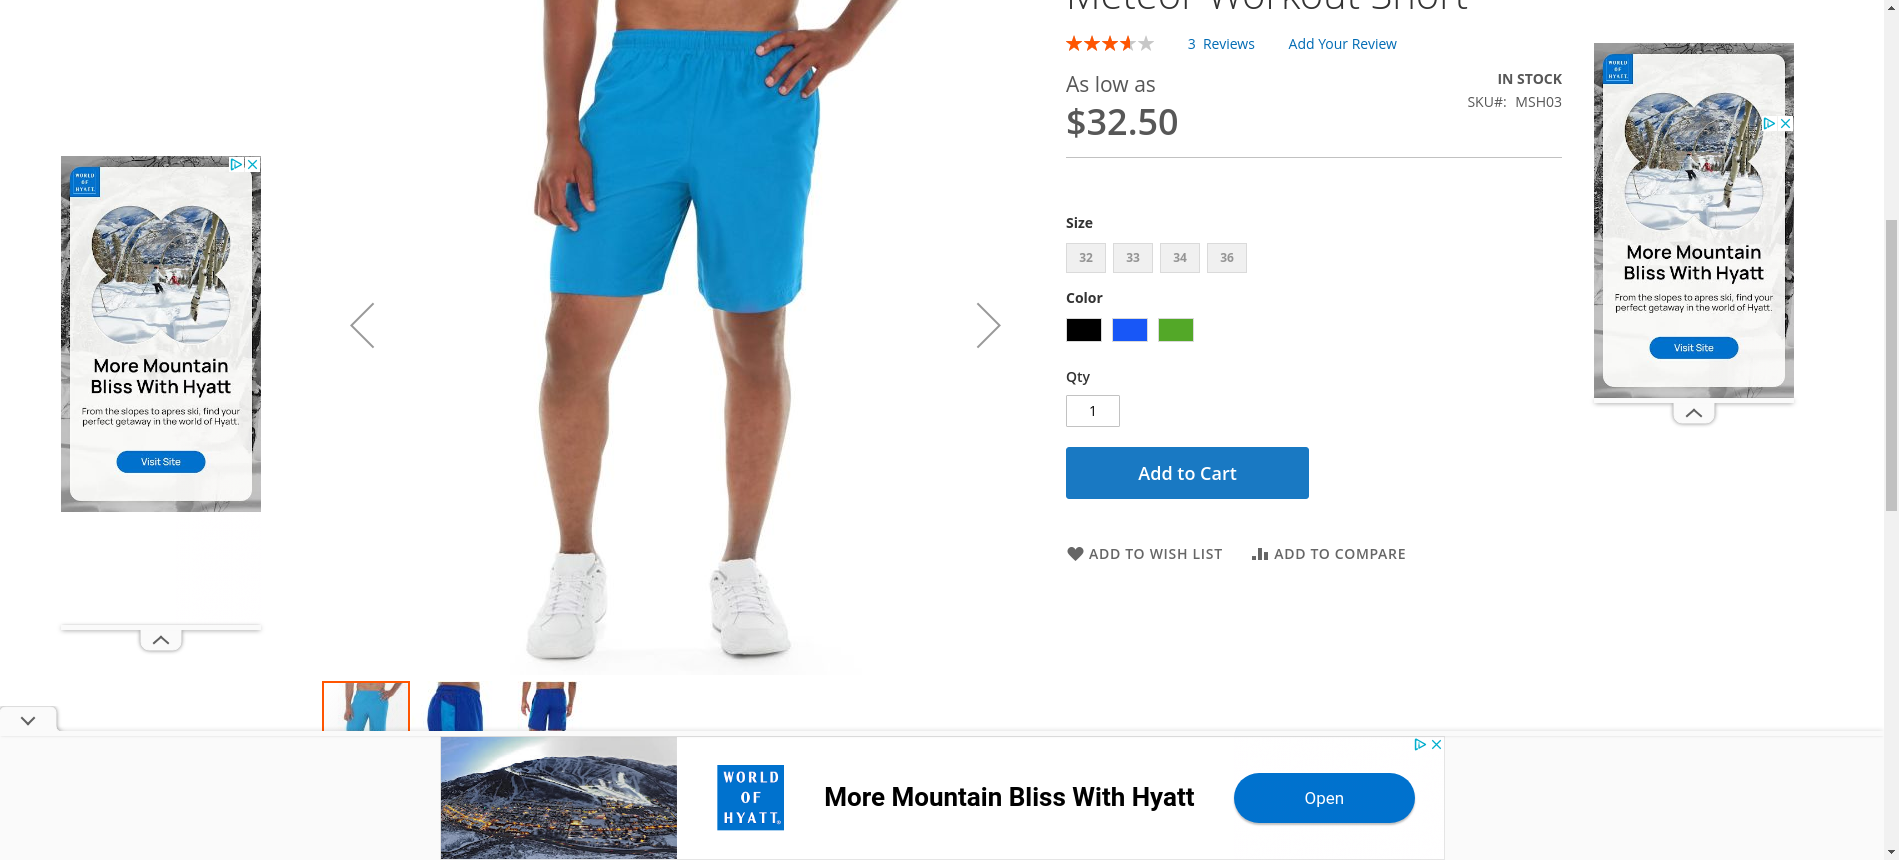 Meteor Workout Short
3 Reviews
Add Your Review
As low as
$32.50
IN STOCK
SKU#: MSH03
Size
32
33
34
36
Color
Qty
1
Add to Cart
ADD TO WISH LIST
ADD TO COMPARE
WORLD
OF
HYATT
More Mountain
Bliss With Hyatt
From the slopes to apres ski, find your
perfect getaway in the world of Hyatt.
Visit Site
WORLD
OF
HYATT
More Mountain
Bliss With Hyatt
From the slopes to apres ski, find your
perfect getaway in the world of Hyatt.
Visit Site
WORLD
OF
HYATT
More Mountain Bliss With Hyatt
Open